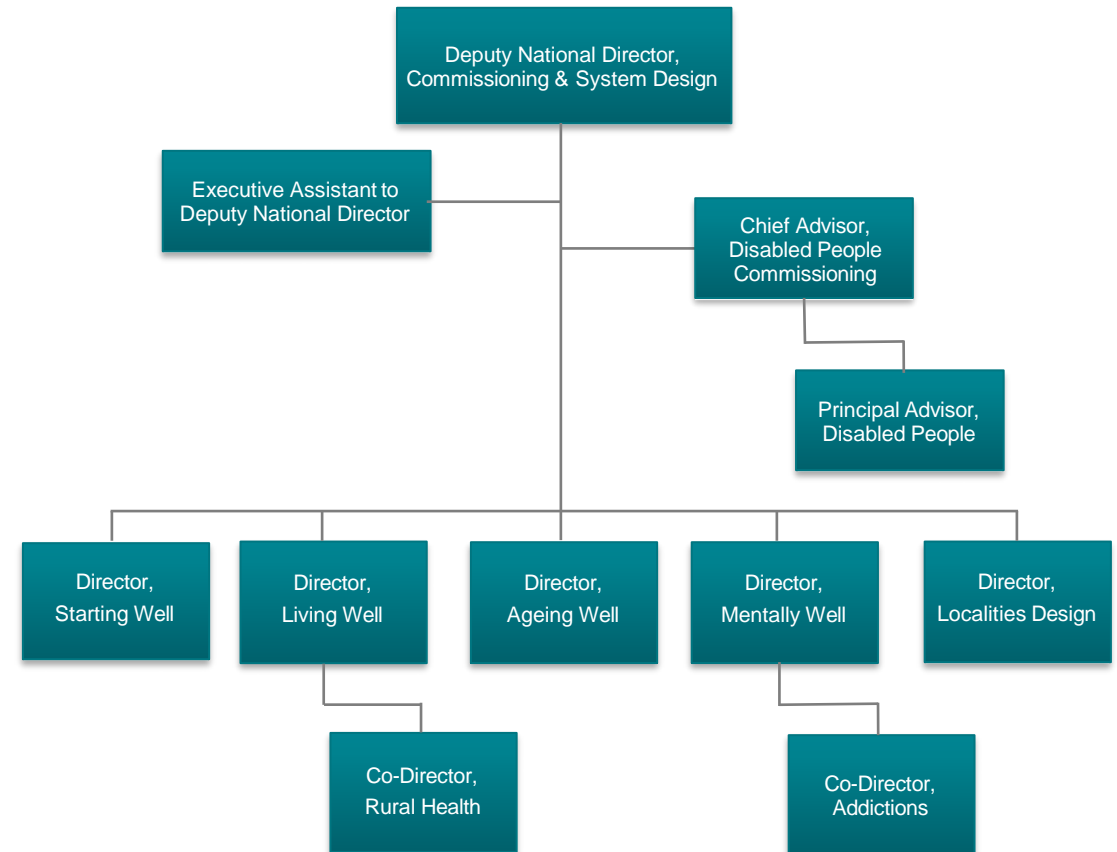 Deputy National Director,
Commissioning & System Design
Executive Assistant to
Deputy National Director
Chief Advisor,
Disabled People
Commissioning
Principal Advisor,
Disabled People
Director,
Starting Well
Director,
Living Well
Director,
Ageing Well
Director,
Mentally Well
Director,
Localities Design
Co-Director,
Rural Health
Co-Director,
Addictions